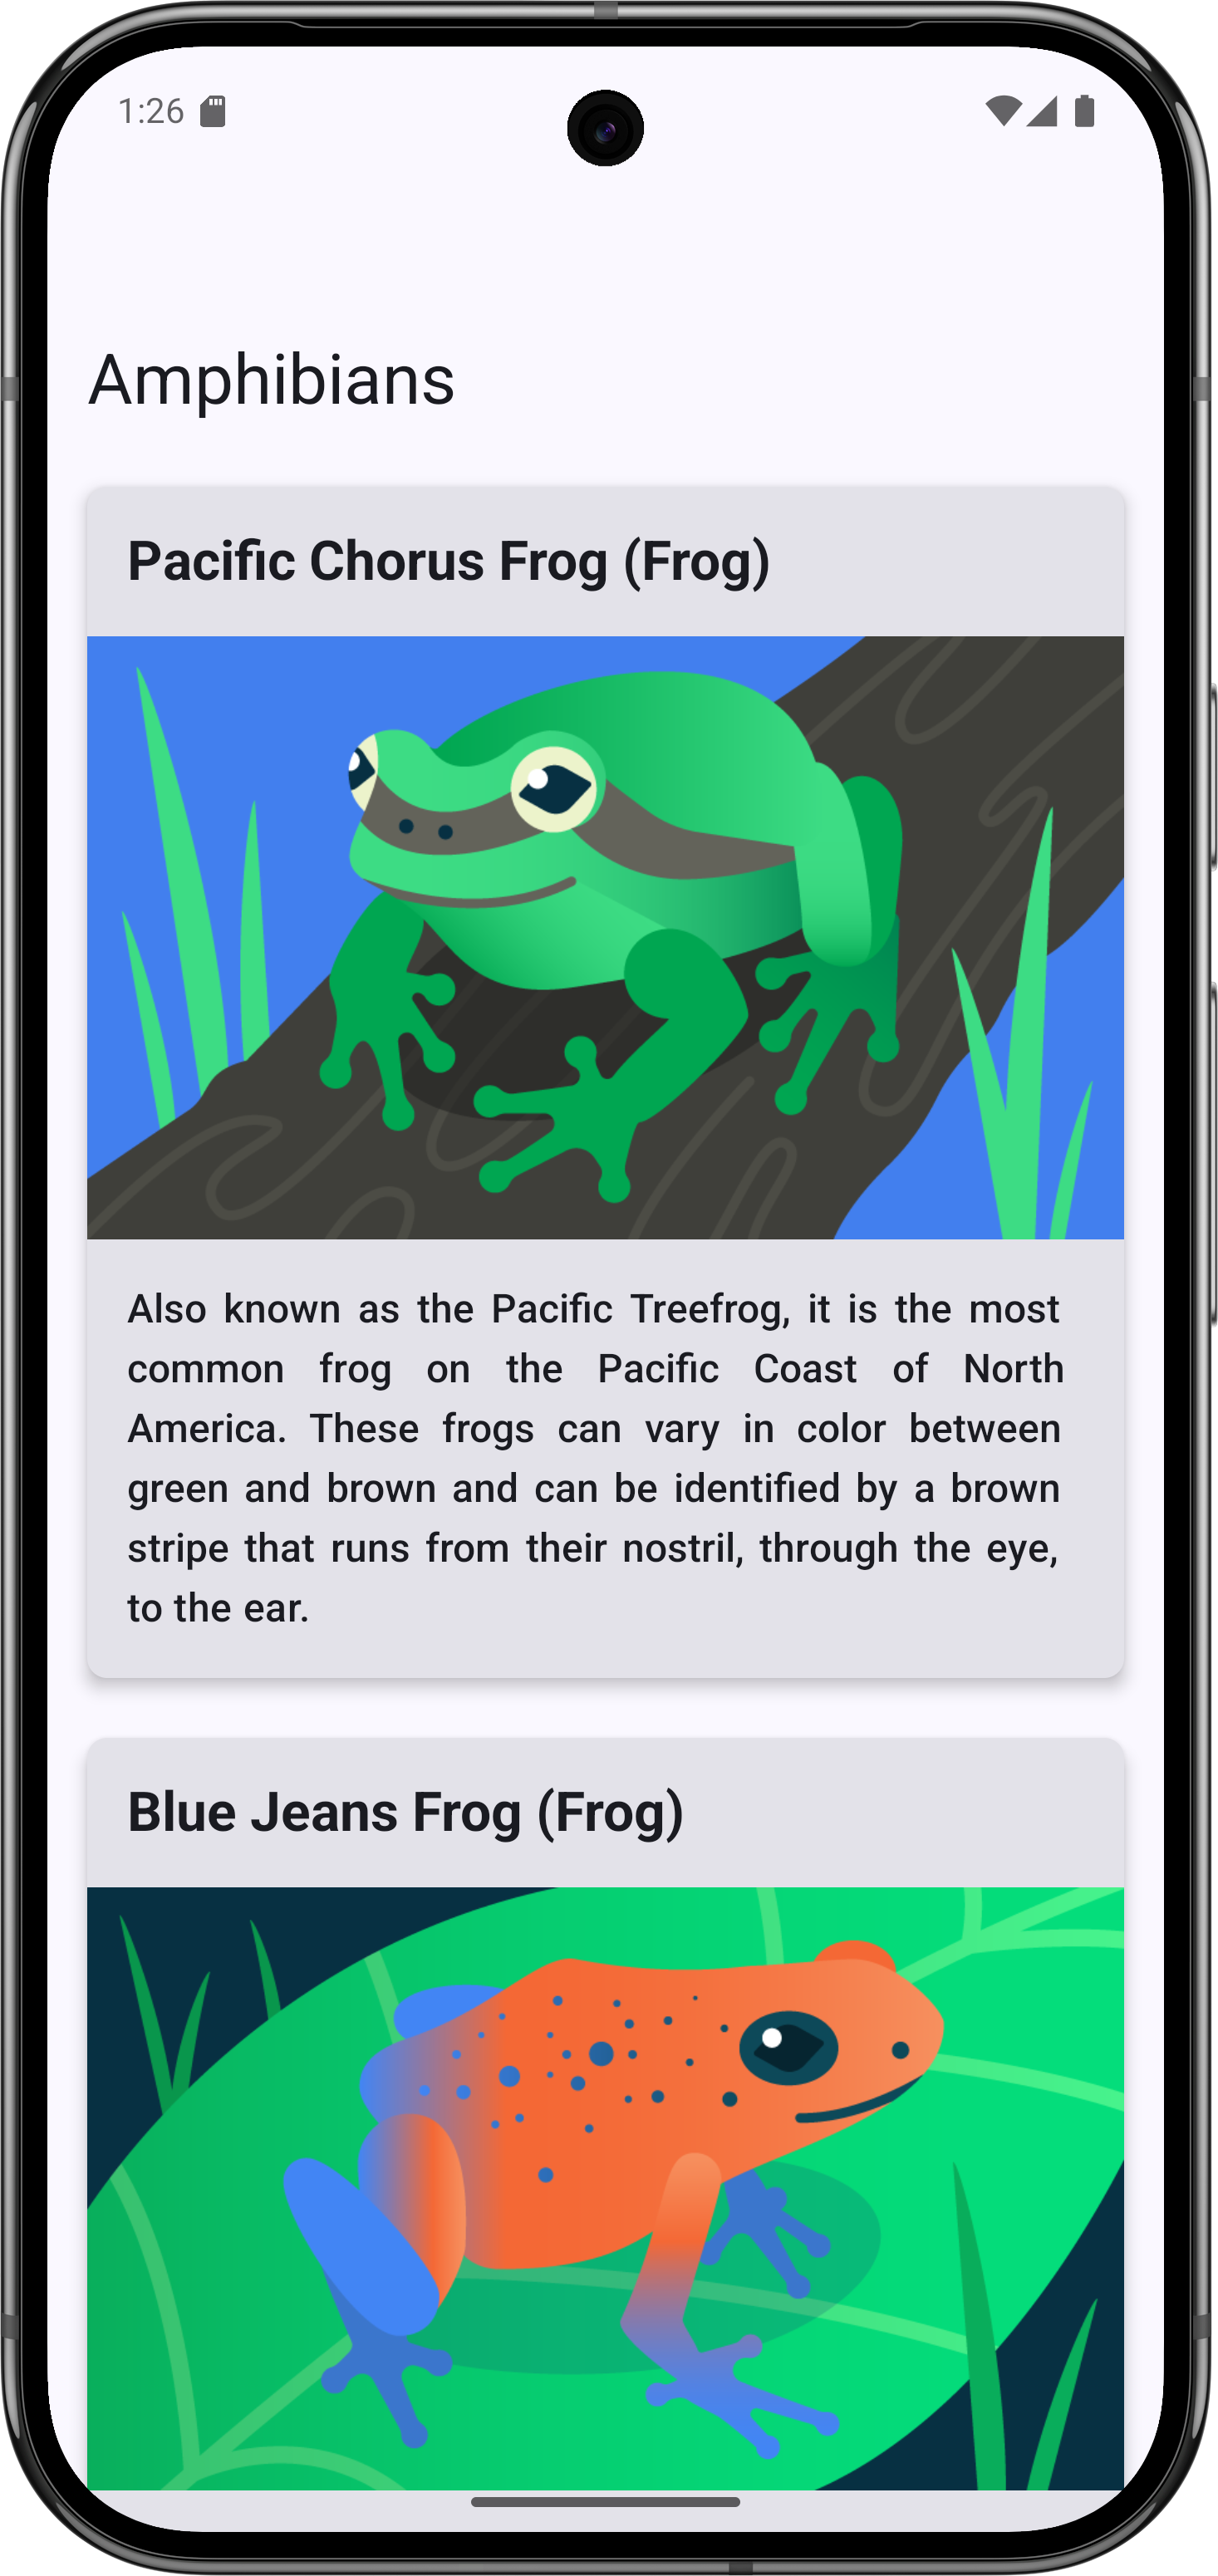 1:26
Amphibians
Pacific Chorus Frog (Frog)
Also known as the Pacific Treefrog, it is the most
common frog on the Pacific Coast of North
America. These frogs can vary in color between
green and brown and can be identified by a brown
stripe that runs from their nostril, through the eye,
to the ear.
Blue Jeans Frog (Frog)